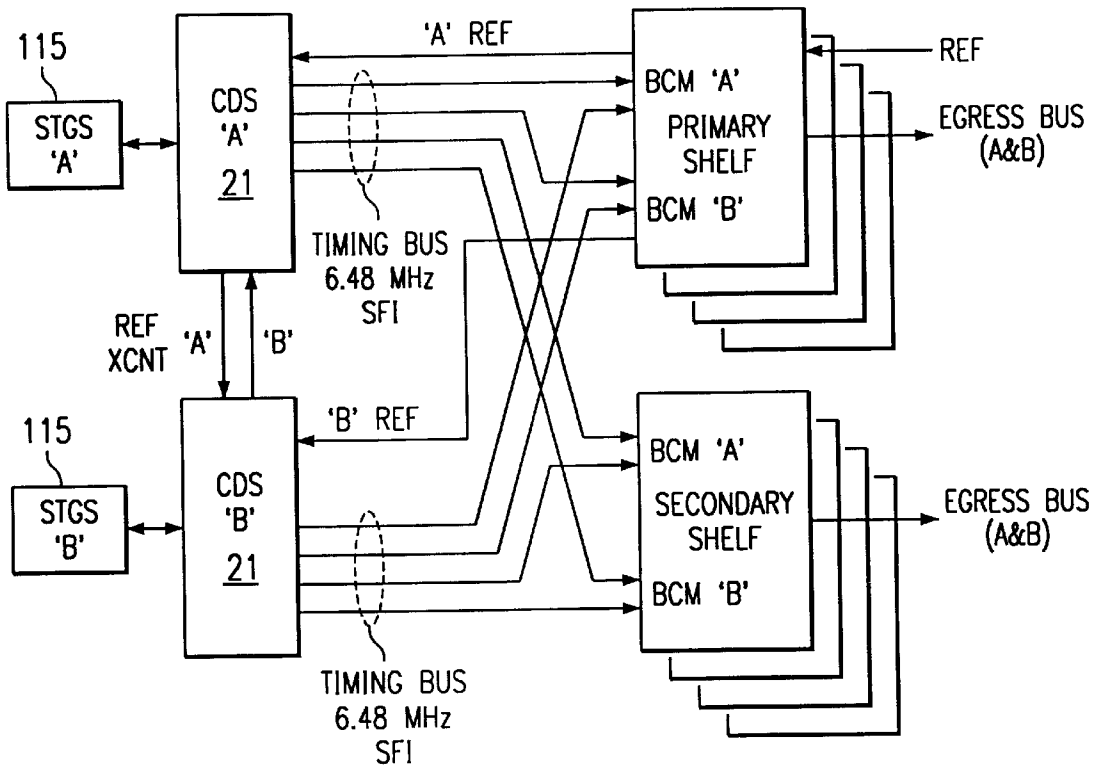 115
STGS
'A'
CDS
'A'
21
'A' REF
TIMING BUS
6.48 MHz
SFI
BCM 'A'
PRIMARY
SHELF
BCM 'B'
REF
EGRESS BUS
(A&B)
REF
XCNT
'A'
'B'
115
STGS
'B'
CDS
'B'
21
'B' REF
TIMING BUS
6.48 MHz
SFI
BCM 'A'
SECONDARY
SHELF
BCM 'B'
EGRESS BUS
(A&B)